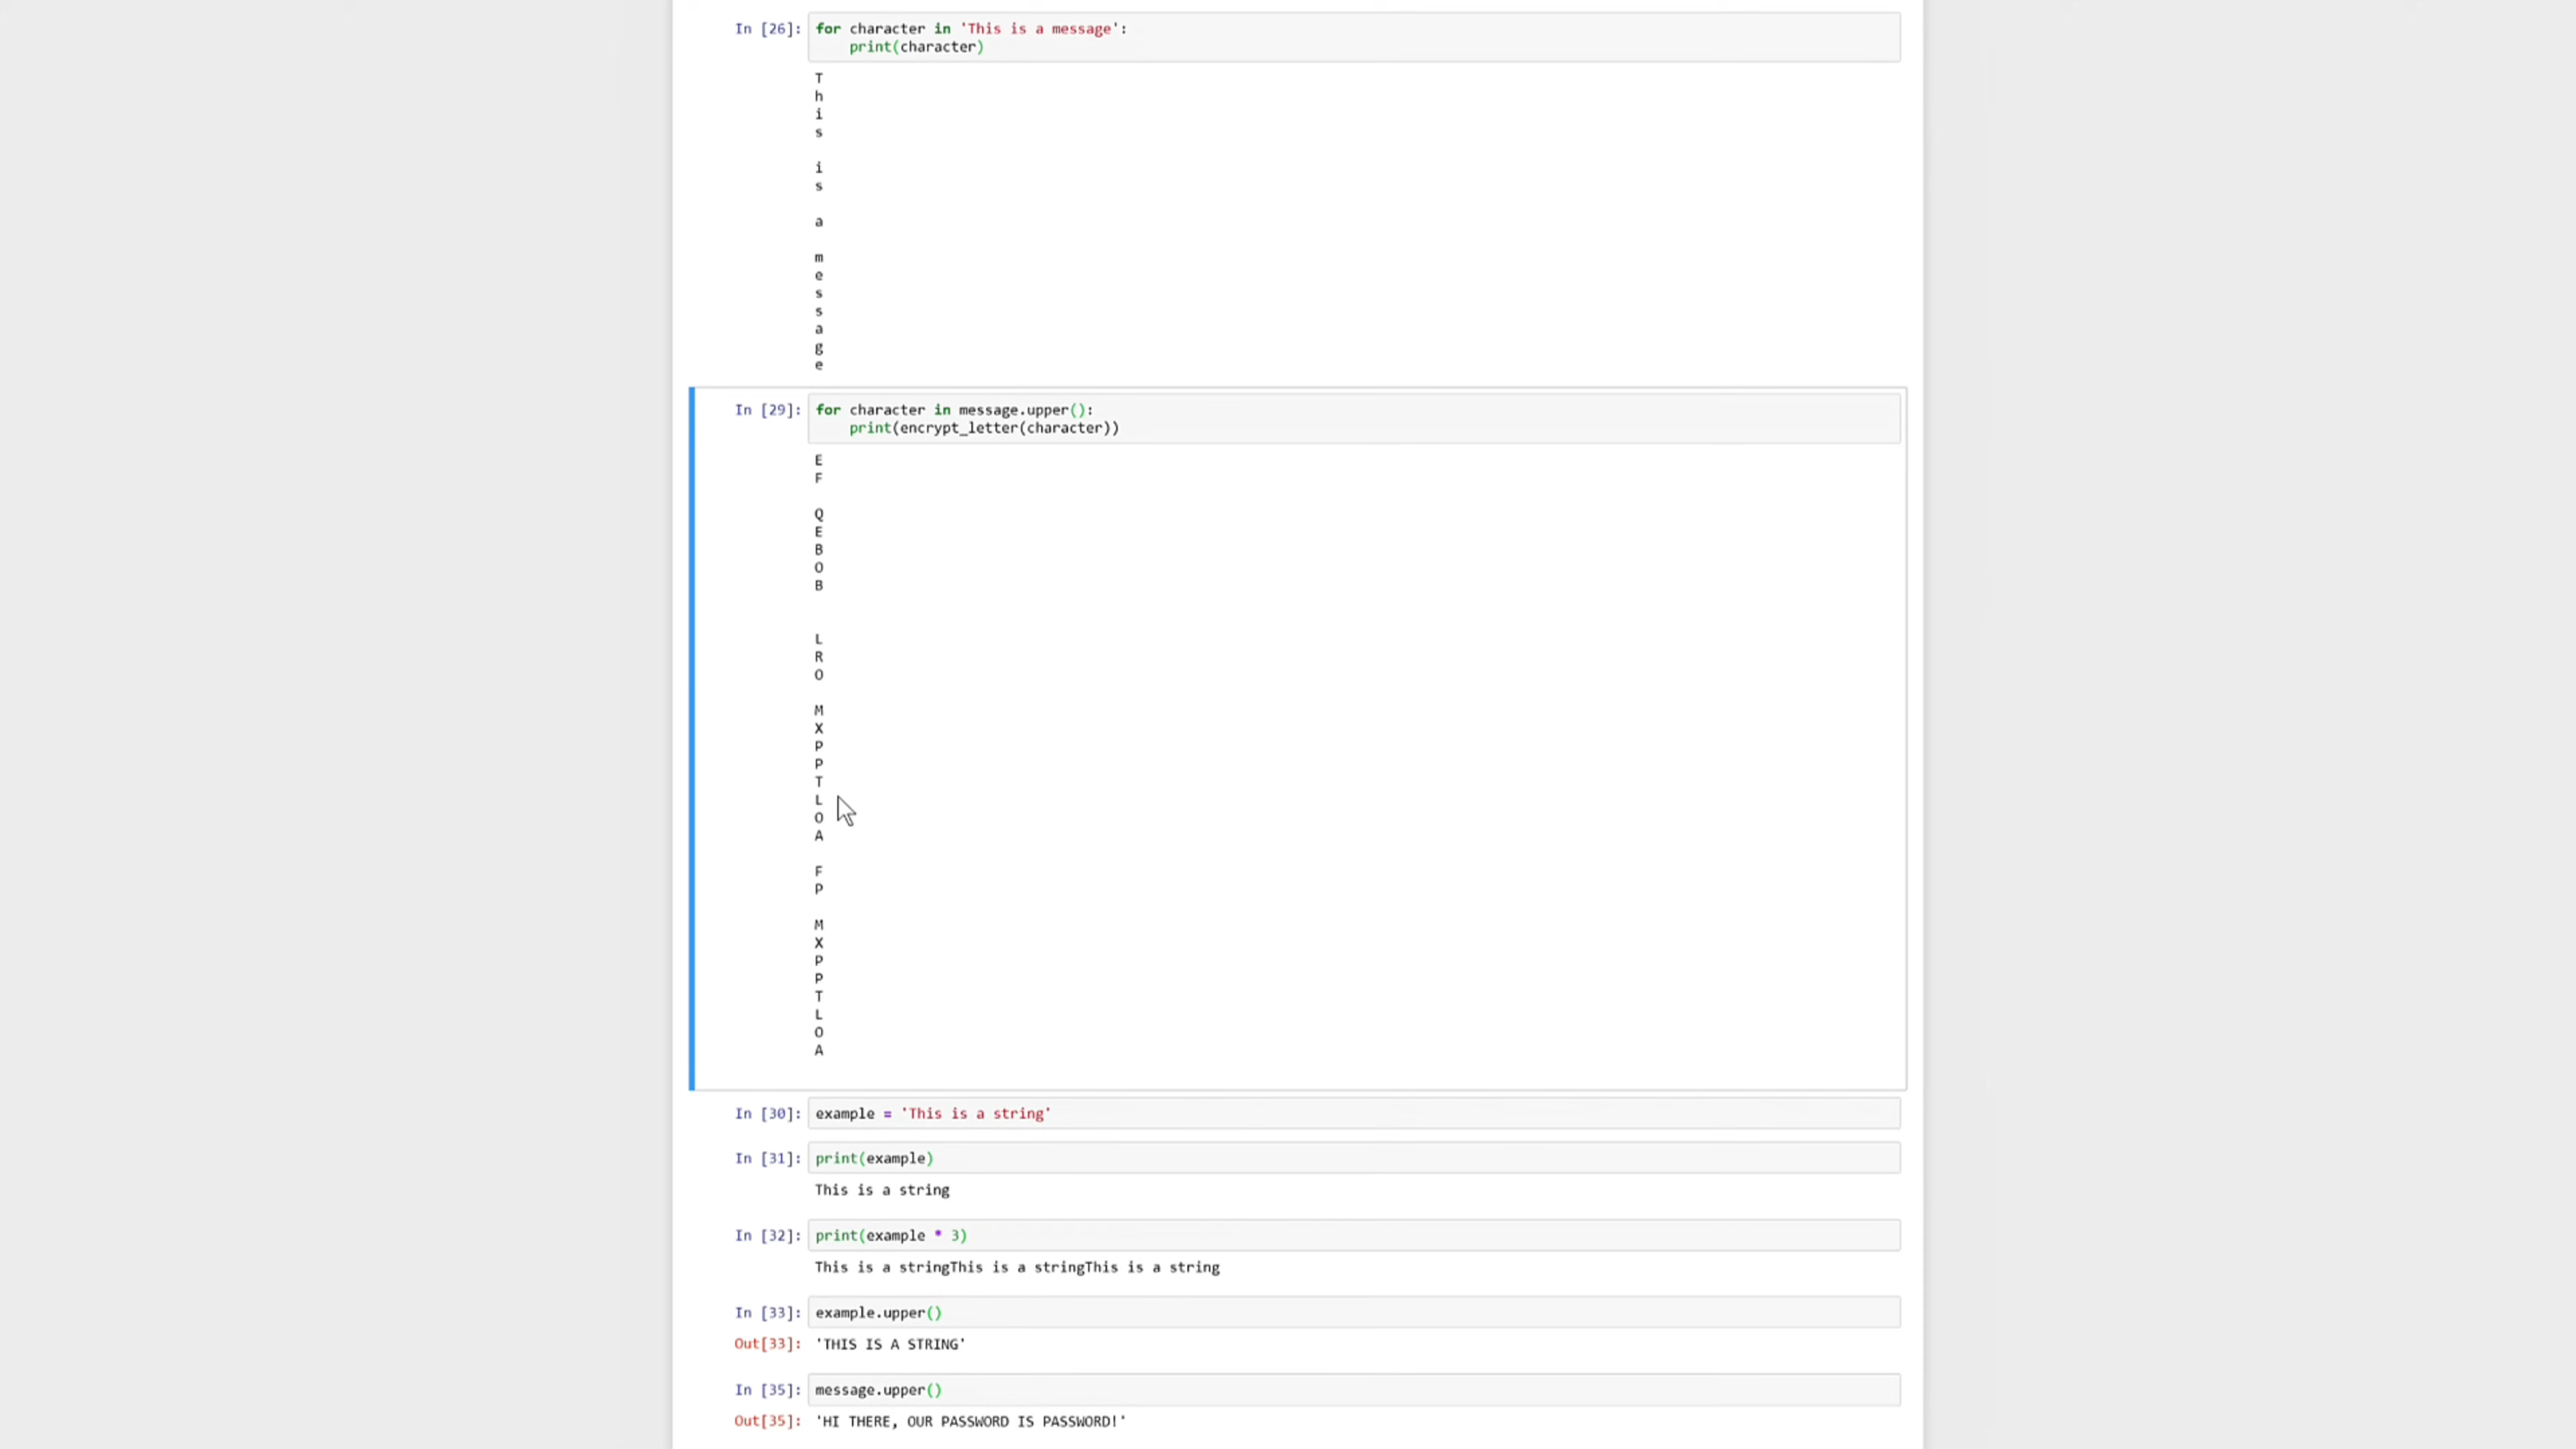 In [26]: for character in 'This is a message':
print(character)
T
h
i
s
i
s
a
m
e
s
s
a
g
e
In [29]: for character in message.upper():
print(encrypt_letter(character))
E
F
Q
E
B
O
B
L
R
O
M
X
P
P
T
L
O
A
F
P
M
X
P
P
T
L
O
A
In [30]: example = 'This is a string'
In [31]: print(example)
This is a string
In [32]: print(example * 3)
This is a stringThis is a stringThis is a string
In [33]: example.upper()
Out[33]: 'THIS IS A STRING'
In [35]: message.upper()
Out[35]: 'HI THERE, OUR PASSWORD IS PASSWORD!'